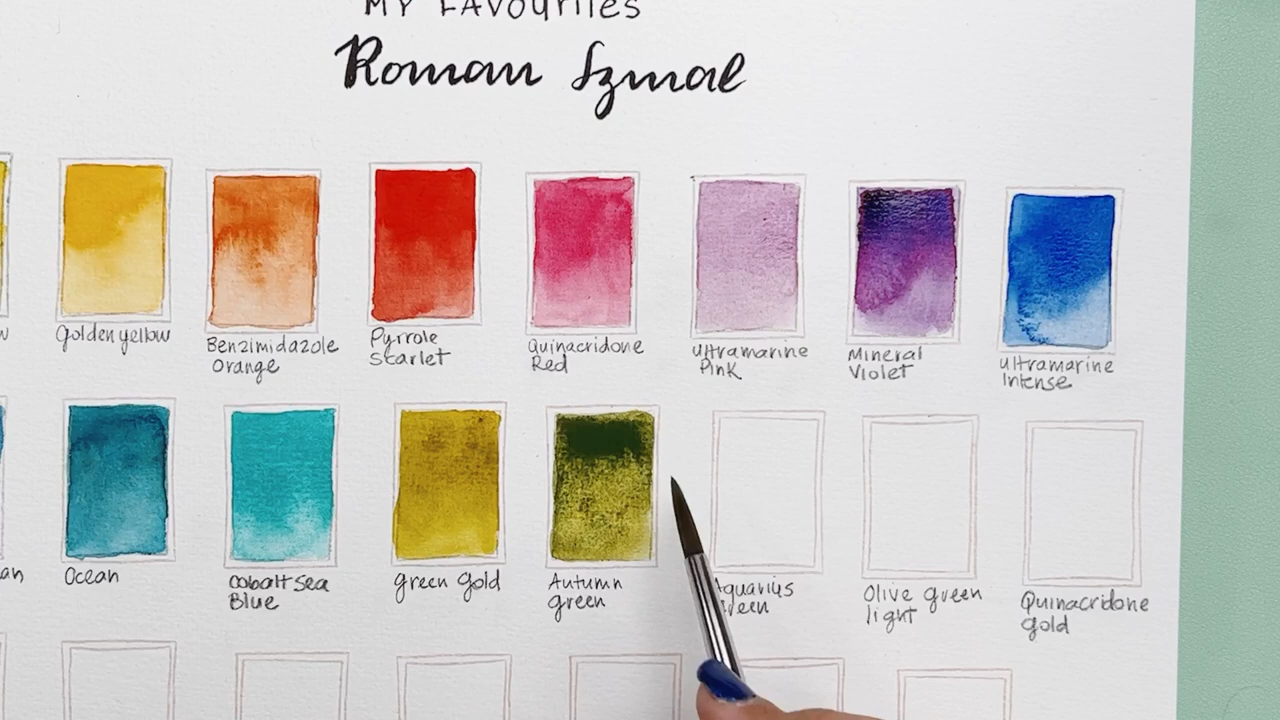 MY FAVOURITES
Roman Szmal
Golden yellow
Benzimidazole
Orange
Pyrrole
Scarlet
Quinacridone
Red
Ultramarine
Pink
Mineral
Violet
Ultramarine
Intense
Ocean
Cobalt Sea
Blue
Green Gold
Autumn
Green
Aquarius
Green
Olive green
light
Quinacridone
Gold